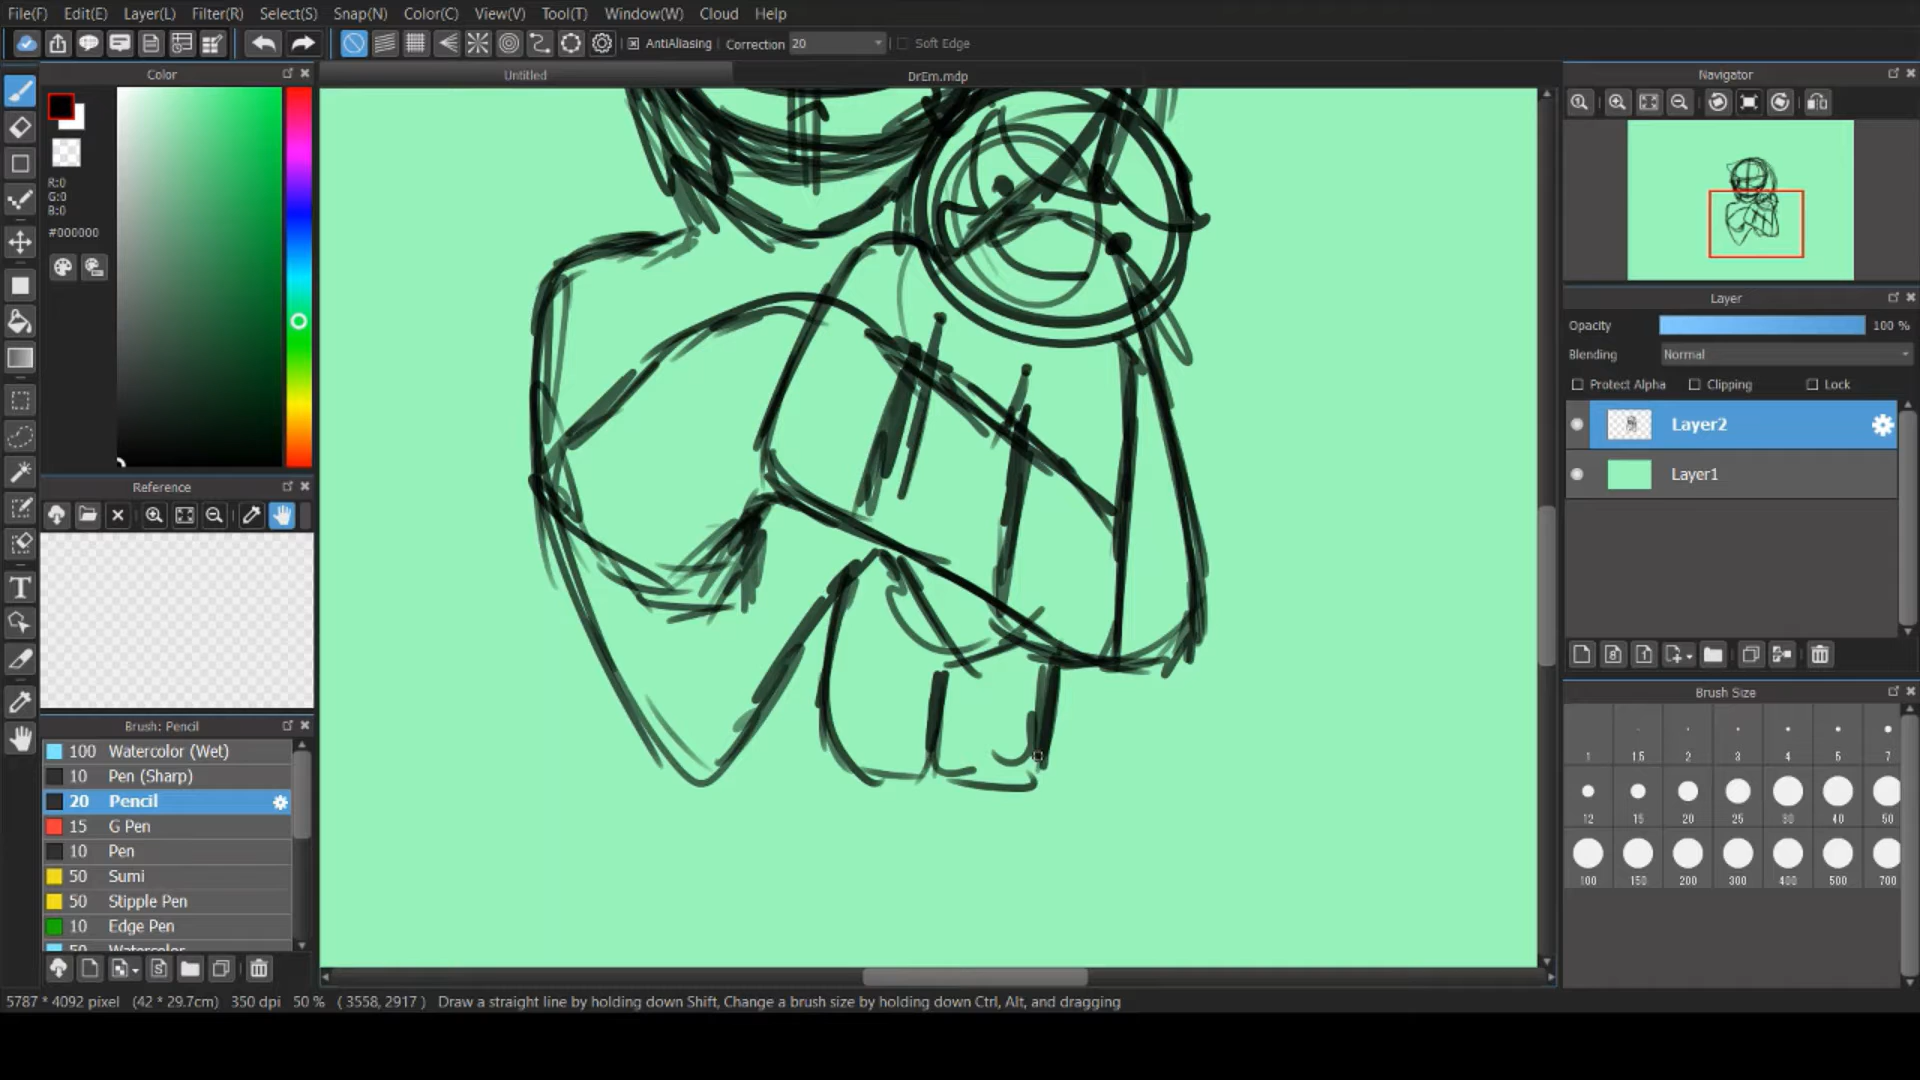 File(F) Edit(E) Layer(L) Filter(R) Select(S) Snap(N) Color(C) View(V) Tool(T) Window(W) Cloud Help
AntiAliasing Correction 20 Soft Edge
Color
Untitled
DrEm.mdp
Navigator
R:0
G:0
B:0
#000000
Layer
Opacity 100 %
Blending Normal
Protect Alpha Clipping Lock
Layer2
Layer1
Reference
Brush Size
1 1.5 2 3 4 5 7
12 15 20 25 30 40 50
100 150 200 300 400 500 700
Brush: Pencil
100 Watercolor (Wet)
10 Pen (Sharp)
20 Pencil
15 G Pen
10 Pen
50 Sumi
50 Stipple Pen
10 Edge Pen
50 Watercolor
5787 * 4092 pixel (42 * 29.7cm) 350 dpi 50 % ( 3558, 2917 ) Draw a straight line by holding down Shift, Change a brush size by holding down Ctrl, Alt, and dragging